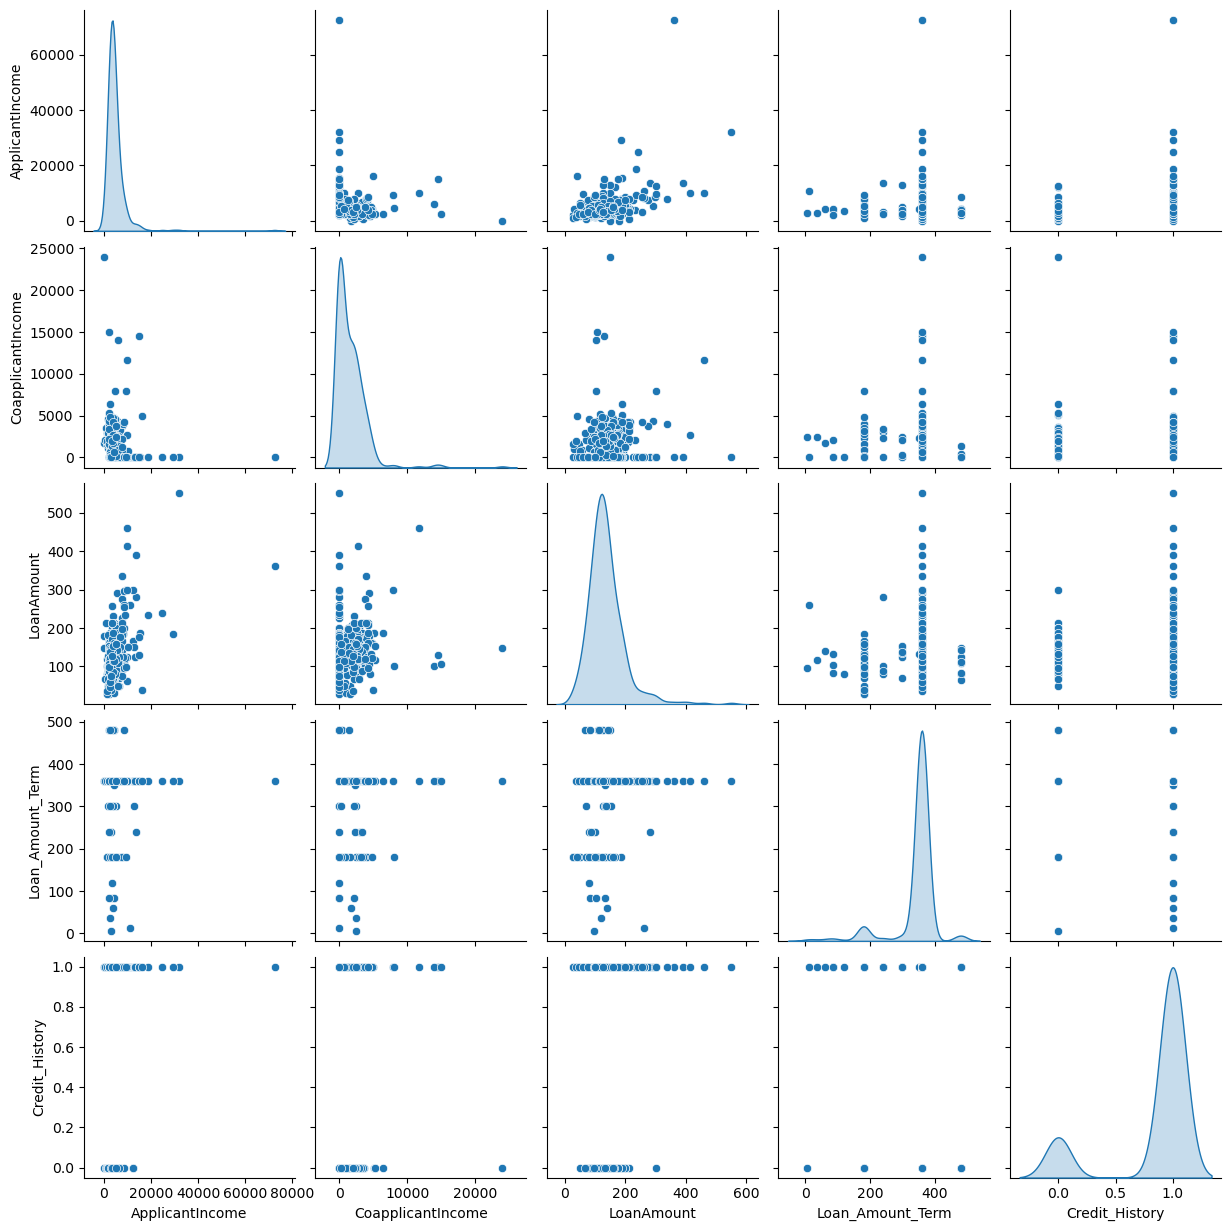 ApplicantIncome
60000
40000
20000
0
CoapplicantIncome
25000
20000
15000
10000
5000
0
LoanAmount
500
400
300
200
100
Loan_Amount_Term
500
400
300
200
100
0
Credit_History
1.0
0.8
0.6
0.4
0.2
0.0
0 20000 40000 60000 80000
0 10000 20000
0 200 400 600
0 200 400
0.0 0.5 1.0
ApplicantIncome
CoapplicantIncome
LoanAmount
Loan_Amount_Term
Credit_History